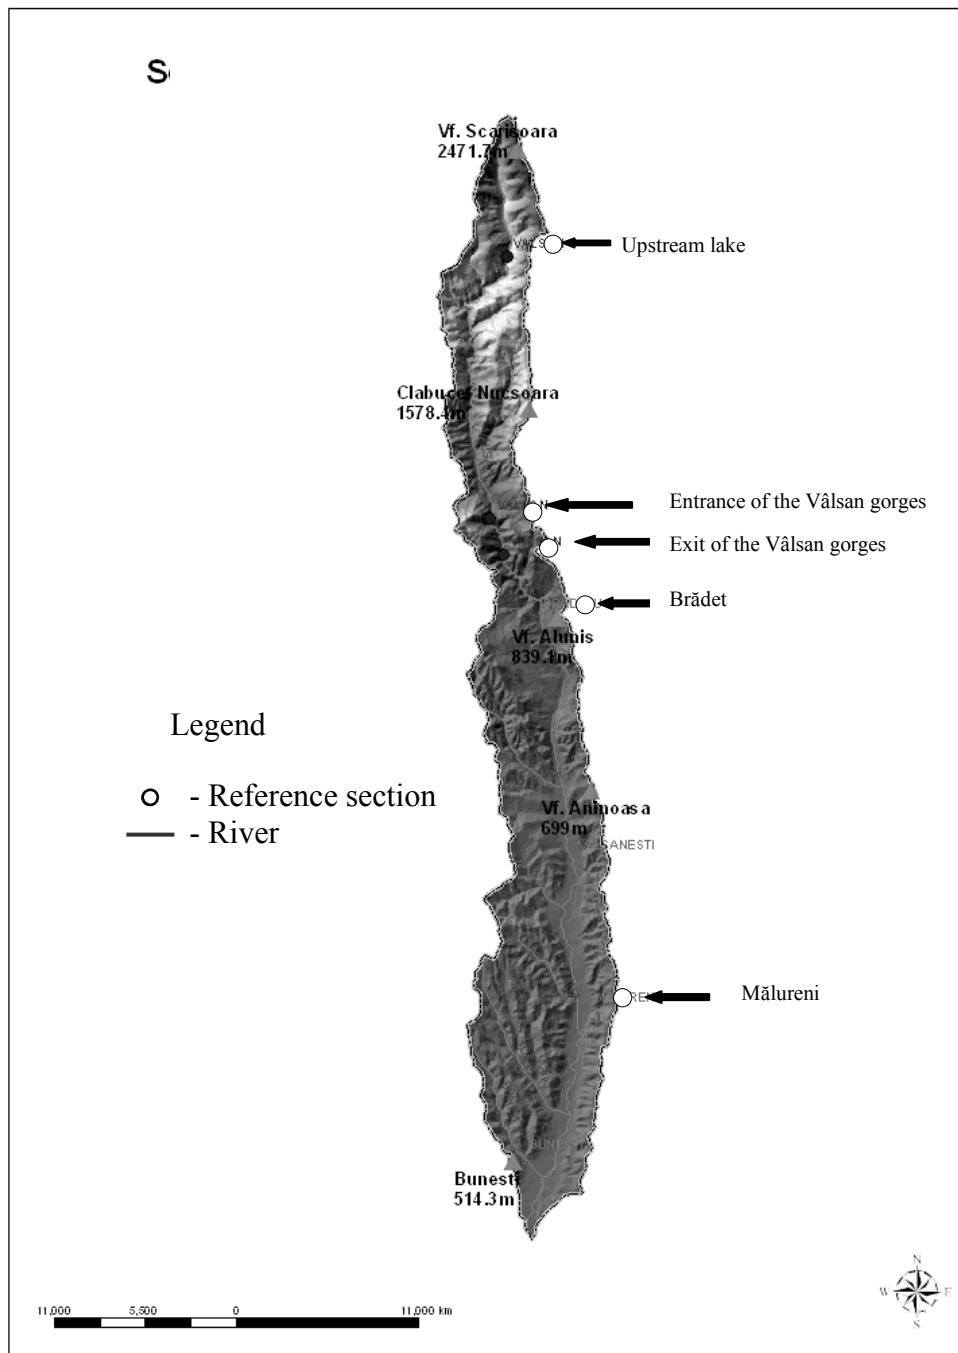 Vf. Scarisoara
2471.7m
Upstream lake
Clabucet Nucsoara
1578.4m
Entrance of the Vâlsan gorges
Exit of the Vâlsan gorges
Brădet
Vf. Alunis
839.1m
Legend
- Reference section
- River
Vf. Aninoasa
699m
Mălureni
Bunesti
514.3m
N
W E
S
11,000 5,500 0 11,000 km